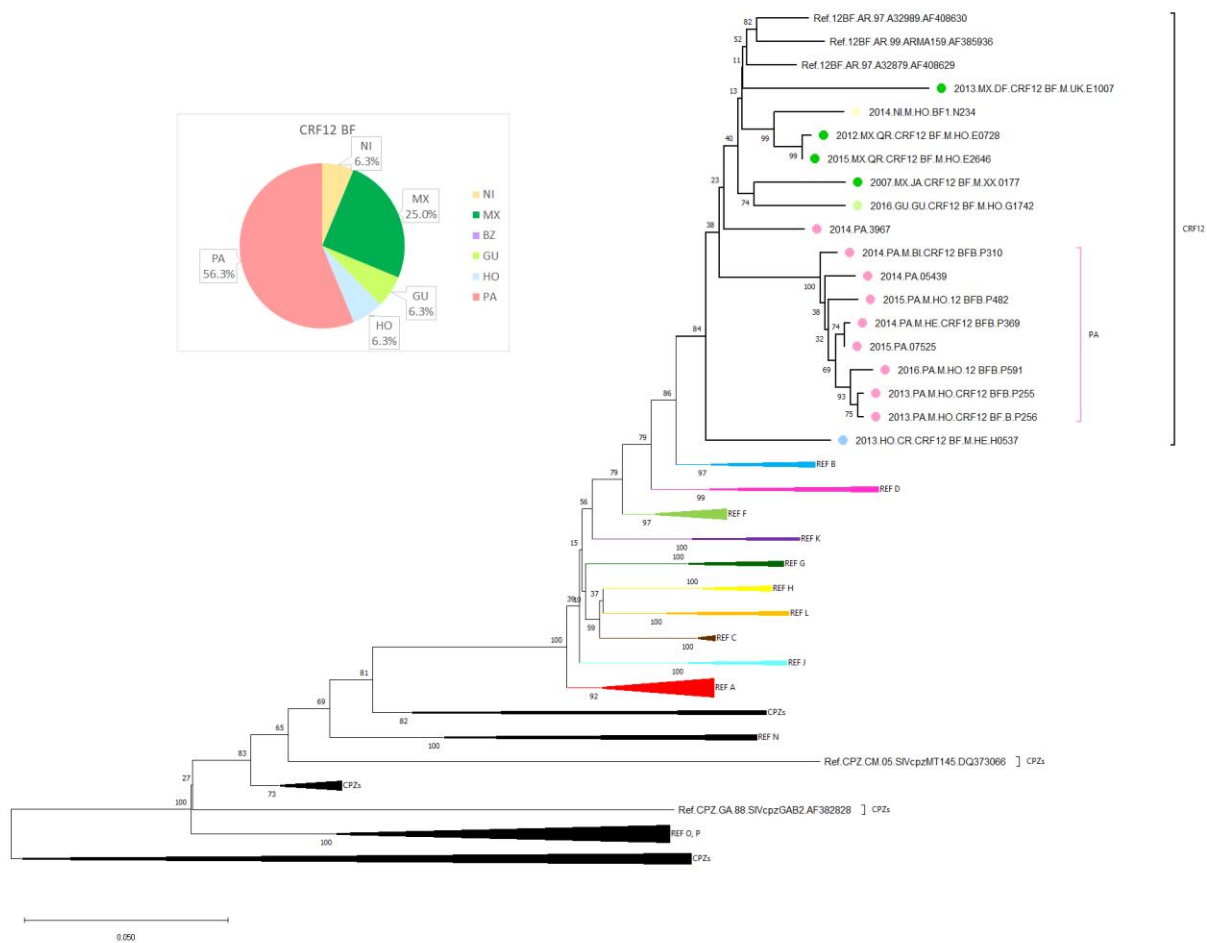 CRF12 BF
NI
6.3%
MX
25.0%
GU
6.3%
HO
6.3%
PA
56.3%
NI
MX
BZ
GU
HO
PA
82
Ref.12BF.AR.97.A32989.AF408630
52
Ref.12BF.AR.99.ARMA159.AF385936
11
Ref.12BF.AR.97.A32879.AF408629
13
2013.MX.DF.CRF12 BF.M.UK.E1007
2014.NI.M.HO.BF1.N234
99
2012.MX.QR.CRF12 BF.M.HO.E0728
40
99
2015.MX.QR.CRF12 BF.M.HO.E2646
23
2007.MX.JA.CRF12 BF.M.XX.0177
74
2016.GU.GU.CRF12 BF.M.HO.G1742
38
2014.PA.3967
CRF12
2014.PA.M.BI.CRF12 BFB.P310
100
2014.PA.05439
38
2015.PA.M.HO.12 BFB.P482
32
74
2014.PA.M.HE.CRF12 BFB.P369
PA
84
2015.PA.07525
69
2016.PA.M.HO.12 BFB.P591
93
2013.PA.M.HO.CRF12 BFB.P255
75
2013.PA.M.HO.CRF12 BF.B.P256
86
2013.HO.CR.CRF12 BF.M.HE.H0537
79
97
REF B
79
99
REF D
56
97
REF F
15
100
REF K
100
REF G
39
10
37
100
REF H
59
100
REF L
100
REF C
100
100
REF J
92
REF A
81
82
CPZs
69
100
REF N
65
Ref.CPZ.CM.05.SIVcpzMT145.DQ373066
CPZs
83
73
CPZs
27
100
Ref.CPZ.GA.88.SIVcpzGAB2.AF382828
CPZs
100
REF O, P
CPZs
0.050